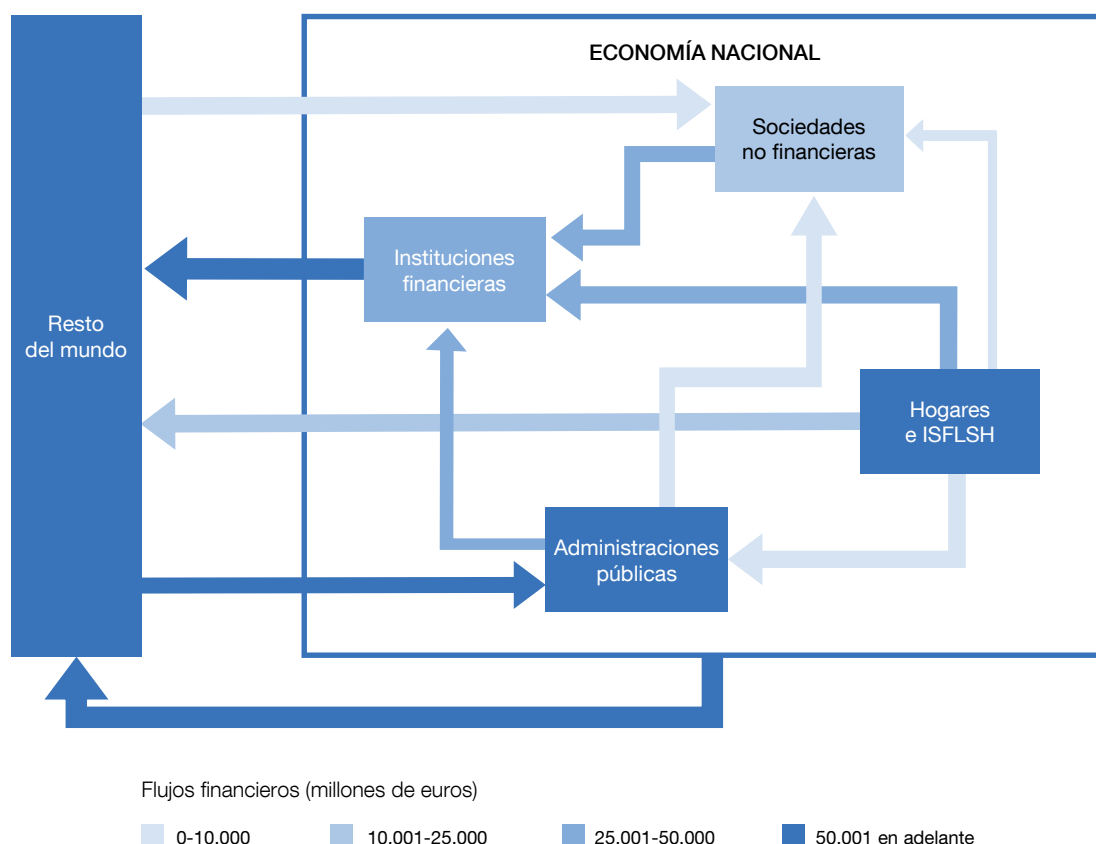 ECONOMÍA NACIONAL
Sociedades
no financieras
Instituciones
financieras
Resto
del mundo
Hogares
e ISFLSH
Administraciones
públicas
Flujos financieros (millones de euros)
0-10.000
10.001-25.000
25.001-50.000
50.001 en adelante